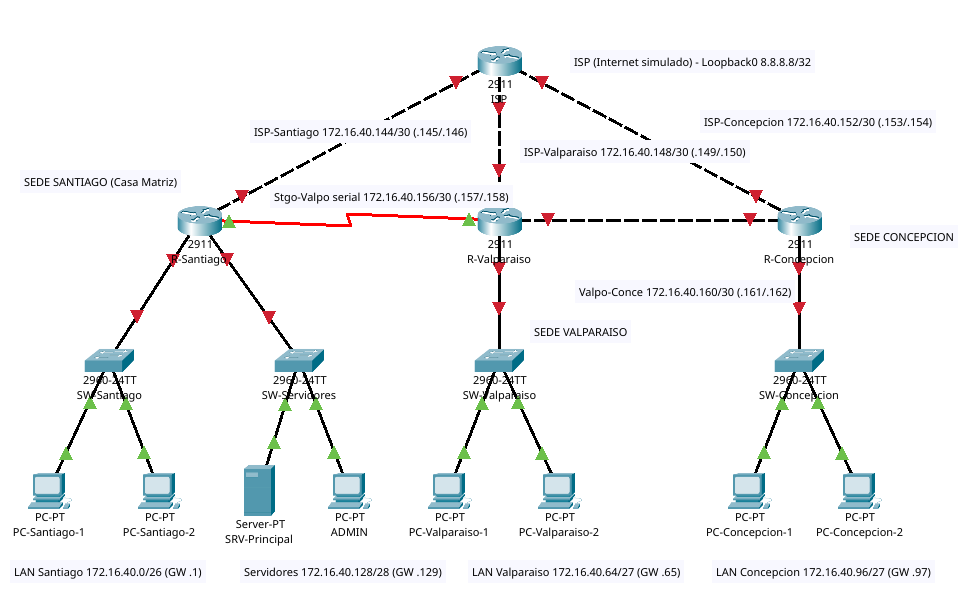 ISP (Internet simulado) - Loopback0 8.8.8.8/32
2911
ISP
ISP-Concepcion 172.16.40.152/30 (.153/.154)
ISP-Santiago 172.16.40.144/30 (.145/.146)
ISP-Valparaiso 172.16.40.148/30 (.149/.150)
SEDE SANTIAGO (Casa Matriz)
Stgo-Valpo serial 172.16.40.156/30 (.157/.158)
2911
R-Santiago
2911
R-Valparaiso
2911
R-Concepcion
SEDE CONCEPCION
Valpo-Conce 172.16.40.160/30 (.161/.162)
SEDE VALPARAISO
2960-24TT
SW-Santiago
2960-24TT
SW-Servidores
2960-24TT
SW-Valparaiso
2960-24TT
SW-Concepcion
PC-PT
PC-Santiago-1
PC-PT
PC-Santiago-2
Server-PT
SRV-Principal
PC-PT
ADMIN
PC-PT
PC-Valparaiso-1
PC-PT
PC-Valparaiso-2
PC-PT
PC-Concepcion-1
PC-PT
PC-Concepcion-2
LAN Santiago 172.16.40.0/26 (GW .1)
Servidores 172.16.40.128/28 (GW .129)
LAN Valparaiso 172.16.40.64/27 (GW .65)
LAN Concepcion 172.16.40.96/27 (GW .97)